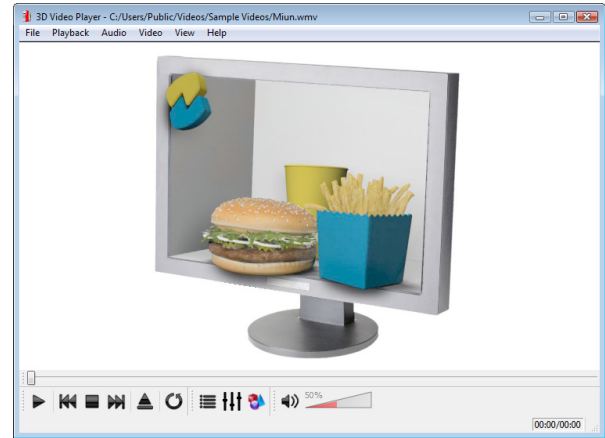 3D Video Player - C:/Users/Public/Videos/Sample Videos/Miun.wmv
File Playback Audio Video View Help
50%
00:00/00:00